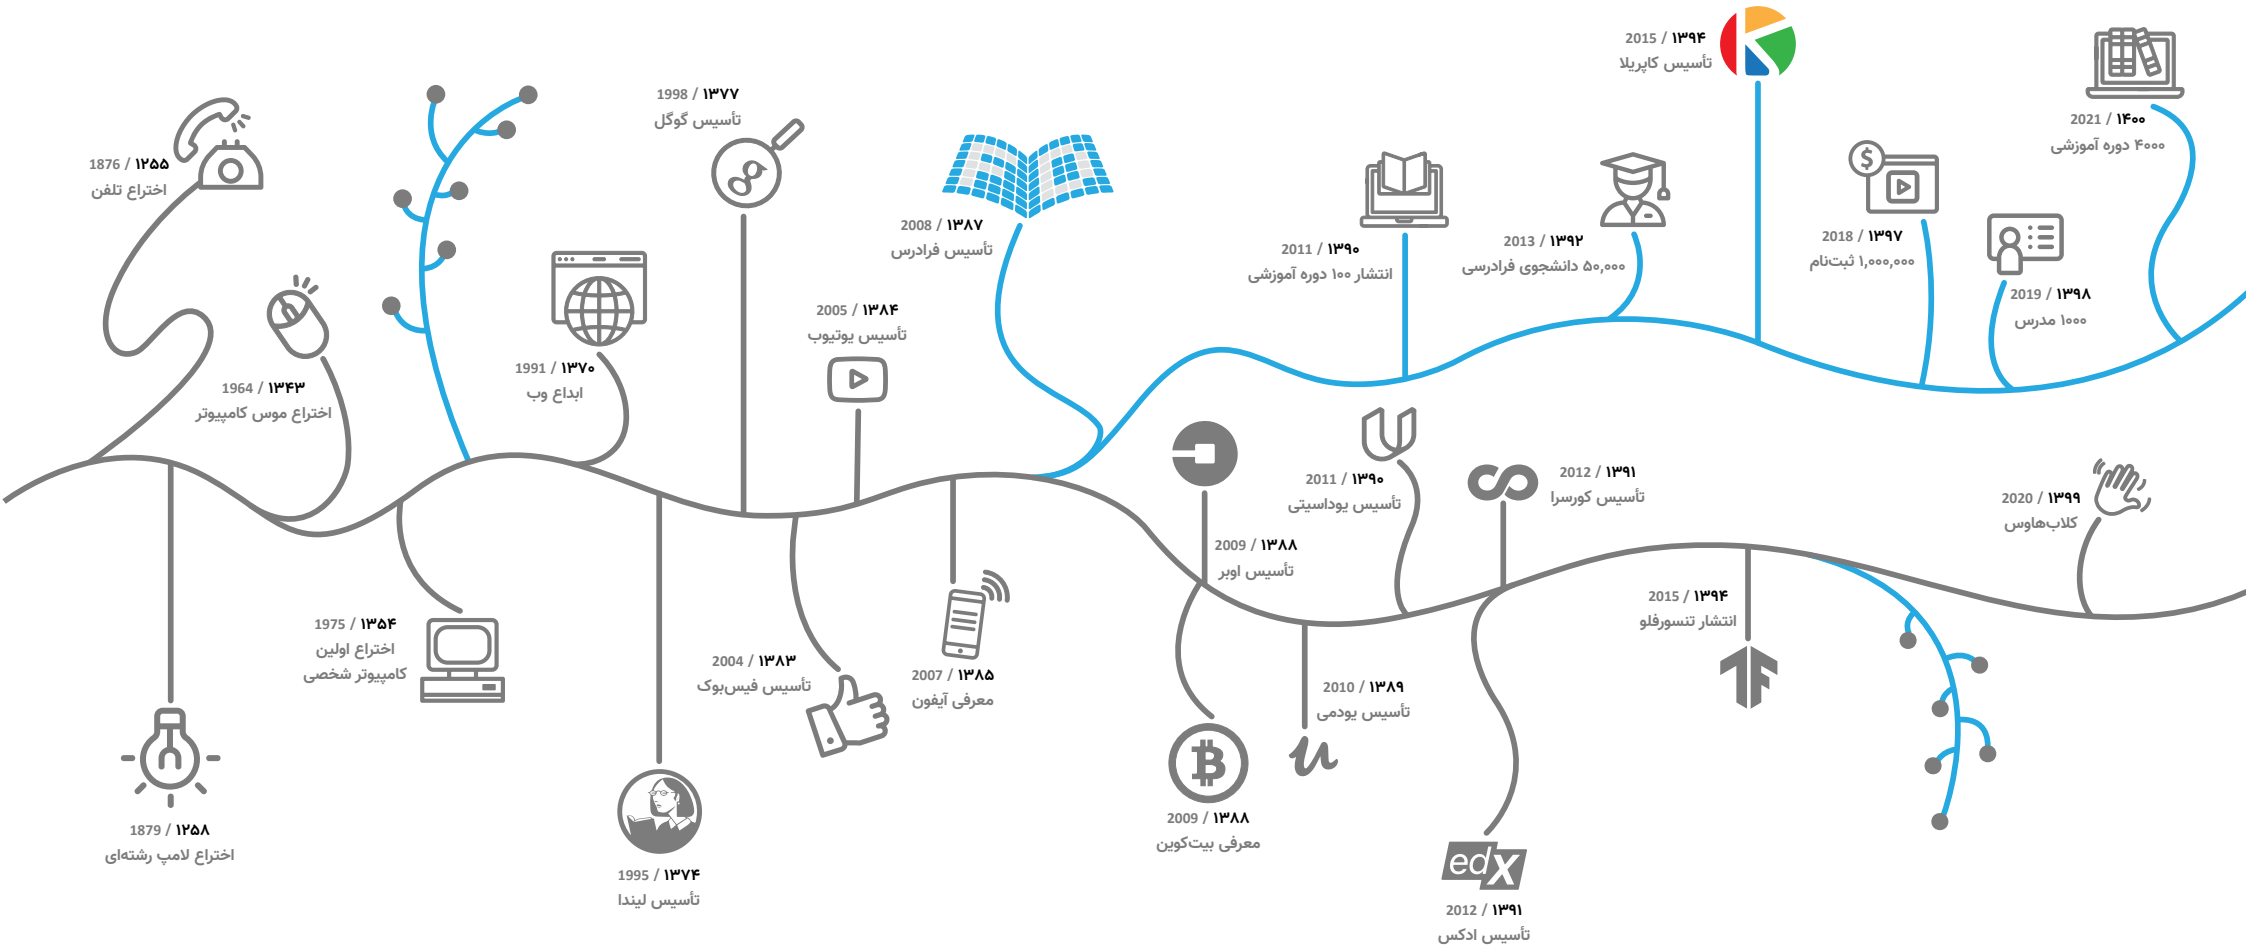 ۱۲۵۵ / 1876
اختراع تلفن
۱۳۴۳ / 1964
اختراع موس کامپیوتر
۱۲۵۸ / 1879
اختراع لامپ رشته‌ای
۱۳۵۴ / 1975
اختراع اولین
کامپیوتر شخصی
۱۳۷۰ / 1991
ابداع وب
۱۳۷۴ / 1995
تأسیس لیندا
۱۳۷۷ / 1998
تأسیس گوگل
g
۱۳۸۳ / 2004
تأسیس فیس‌بوک
۱۳۸۴ / 2005
تأسیس یوتیوب
۱۳۸۵ / 2007
معرفی آیفون
۱۳۸۷ / 2008
تأسیس فرادرس
۱۳۸۸ / 2009
تأسیس اوبر
B
۱۳۸۸ / 2009
معرفی بیت‌کوین
۱۳۸۹ / 2010
تأسیس یودمی
u
۱۳۹۰ / 2011
انتشار ۱۰۰ دوره آموزشی
۱۳۹۰ / 2011
تأسیس یوداسیتی
۱۳۹۱ / 2012
تأسیس کورسرا
edX
۱۳۹۱ / 2012
تأسیس ادکس
۱۳۹۲ / 2013
۵۰,۰۰۰ دانشجوی فرادرسی
۱۳۹۴ / 2015
تأسیس کاپریلا
K
۱۳۹۴ / 2015
انتشار تنسورفلو
$
۱۳۹۷ / 2018
۱,۰۰۰,۰۰۰ ثبت‌نام
۱۳۹۸ / 2019
۱۰۰۰ مدرس
۱۳۹۹ / 2020
کلاب‌هاوس
۱۴۰۰ / 2021
۴۰۰۰ دوره آموزشی